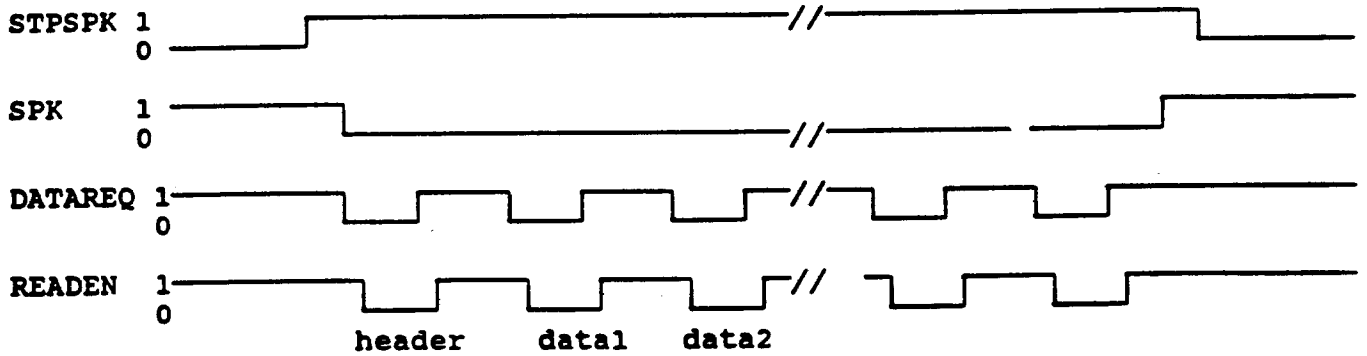 STPSPK 1
0
SPK 1
0
DATAREQ 1
0
READEN 1
0
header data1 data2